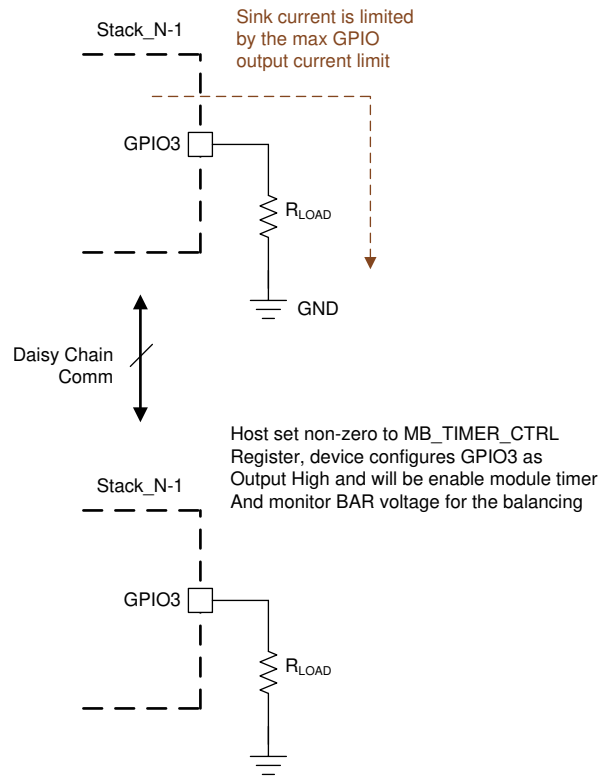 Stack_N-1
Sink current is limited
by the max GPIO
output current limit
GPIO3
RLOAD
GND
Daisy Chain
Comm
Host set non-zero to MB_TIMER_CTRL
Register, device configures GPIO3 as
Output High and will be enable module timer
And monitor BAR voltage for the balancing
Stack_N-1
GPIO3
RLOAD